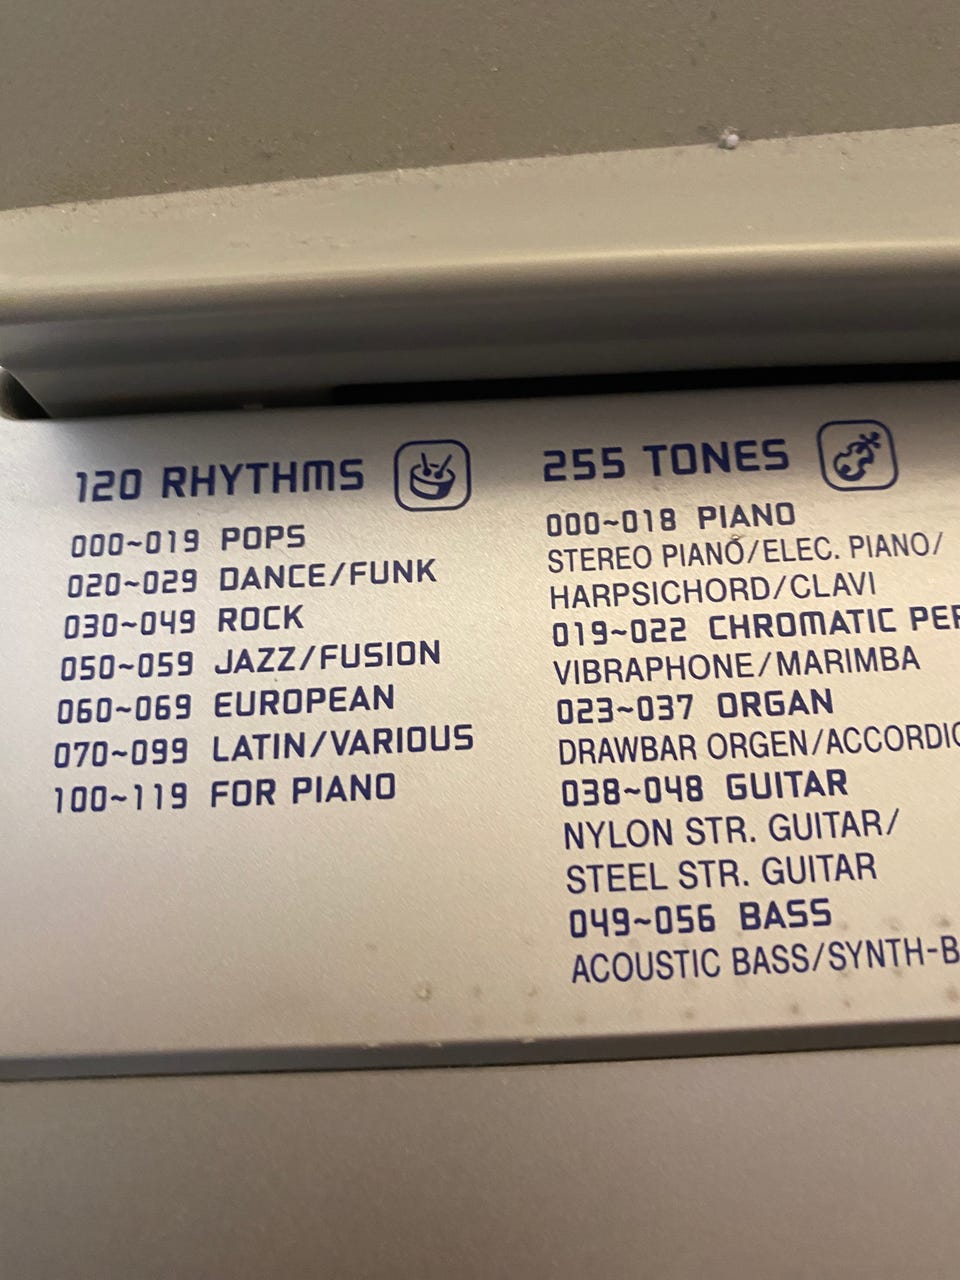 120 RHYTHMS
000~019 POPS
020~029 DANCE/FUNK
030~049 ROCK
050~059 JAZZ/FUSION
060~069 EUROPEAN
070~099 LATIN/VARIOUS
100~119 FOR PIANO
255 TONES
000~018 PIANO
STEREO PIANO/ELEC. PIANO/
HARPSICHORD/CLAVI
019~022 CHROMATIC
VIBRAPHONE/MARIMBA
023~037 ORGAN
DRAWBAR ORGEN/
038~048 GUITAR
NYLON STR. GUITAR/
STEEL STR. GUITAR
049~056 BASS
ACOUSTIC BASS/SYNTH-B